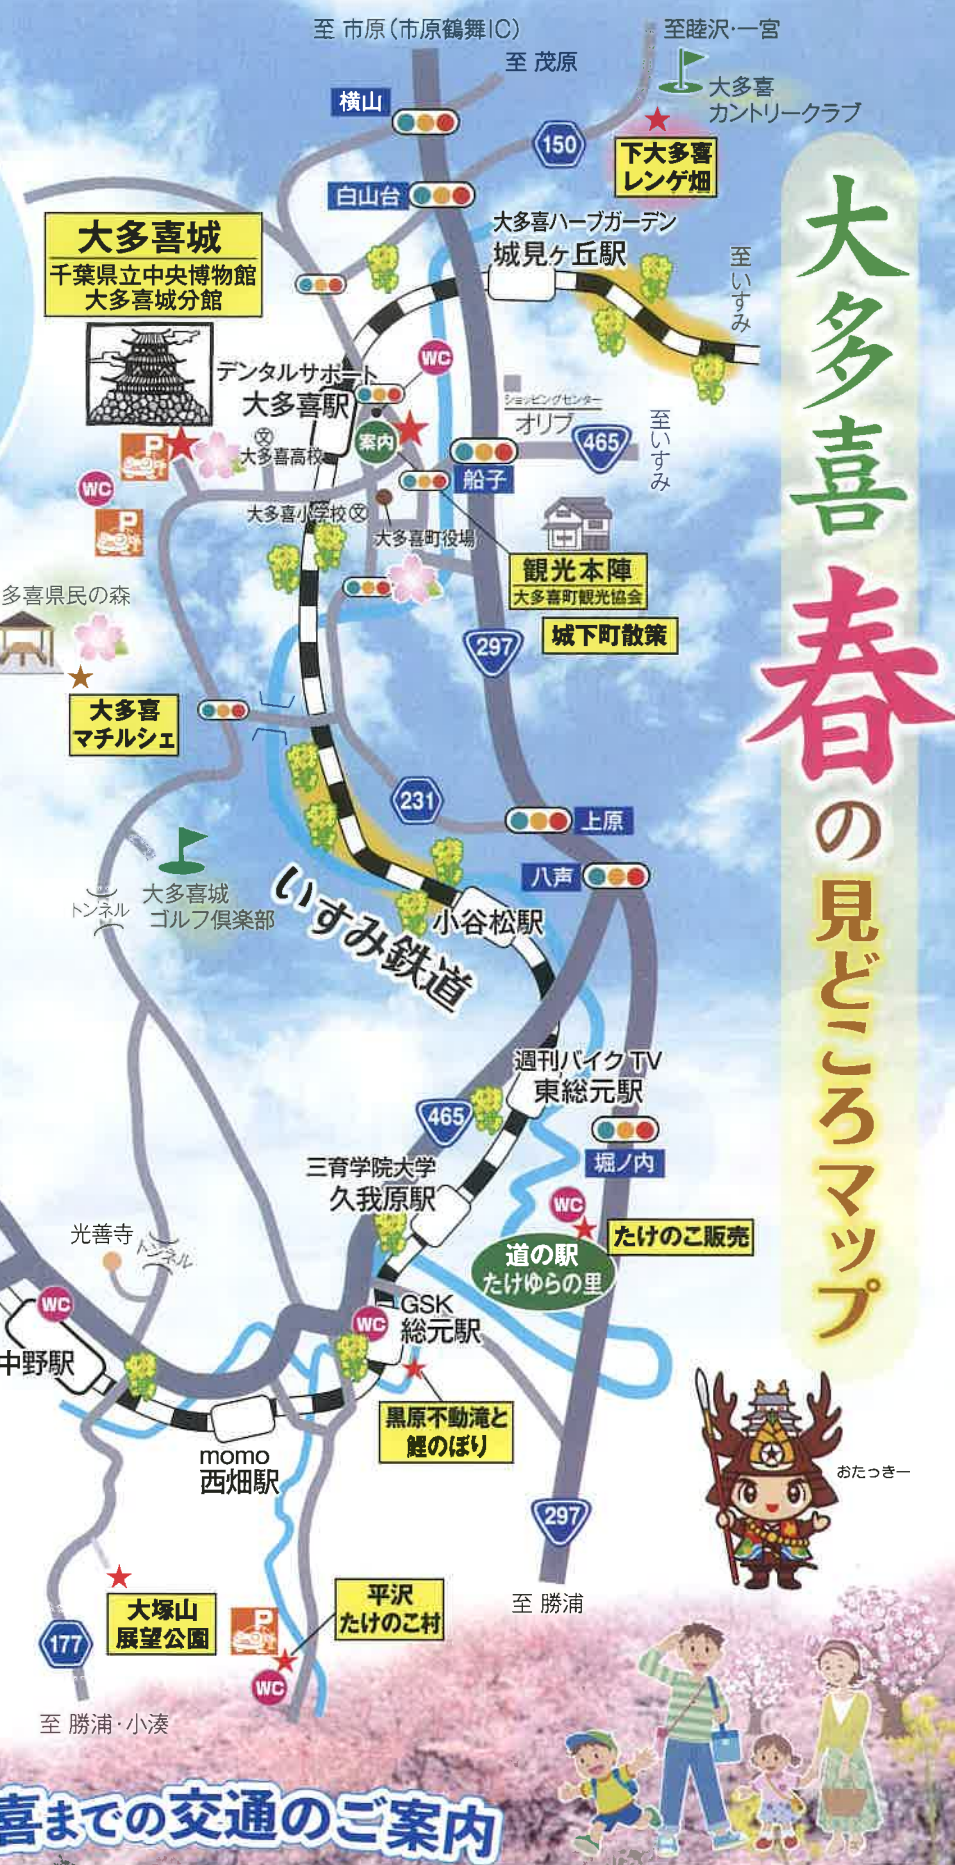 至 市原（市原鶴舞IC）
至 茂原
至睦沢・一宮
大多喜
カントリークラブ
横山
150
下大多喜
レンゲ畑
白山台
大多喜ハーブガーデン
城見ヶ丘駅
至いすみ
大多喜城
千葉県立中央博物館
大多喜城分館
デンタルサポート
大多喜駅
WC
ショッピングセンター
オリブ
465
至いすみ
案内
文
大多喜高校
船子
P
WC
P
大多喜小学校
文
大多喜町役場
観光本陣
大多喜町観光協会
城下町散策
多喜県民の森
297
大多喜
マチルシェ
231
上原
八声
トンネル
大多喜城
ゴルフ倶楽部
いすみ鉄道
小谷松駅
週刊バイクTV
東総元駅
465
堀ノ内
三育学院大学
久我原駅
WC
たけのこ販売
道の駅
たけゆらの里
光善寺
トンネル
WC
中野駅
GSK
総元駅
WC
黒原不動滝と
鯉のぼり
momo
西畑駅
297
至 勝浦
大塚山
展望公園
平沢
たけのこ村
P
WC
177
至 勝浦・小湊
大多喜春の見どころマップ
おたっきー
喜までの交通のご案内